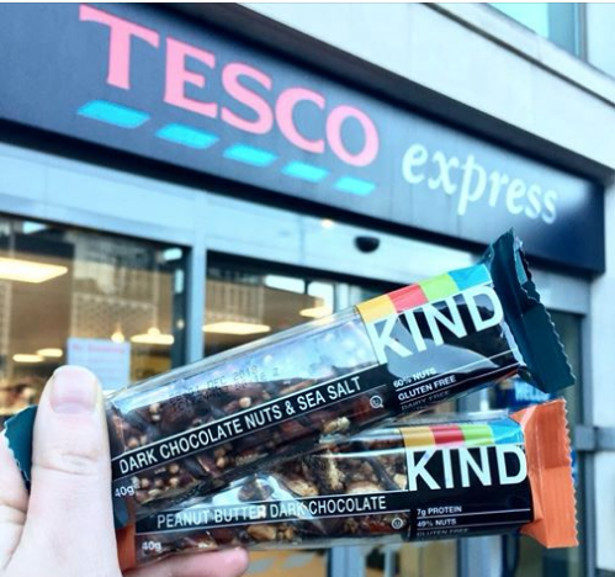 TESCO express
KIND
60% NUTS
GLUTEN FREE
DAIRY FREE
DARK CHOCOLATE NUTS & SEA SALT
40g
KIND
7g PROTEIN
49% NUTS
GLUTEN FREE
PEANUT BUTTER DARK CHOCOLATE
40g